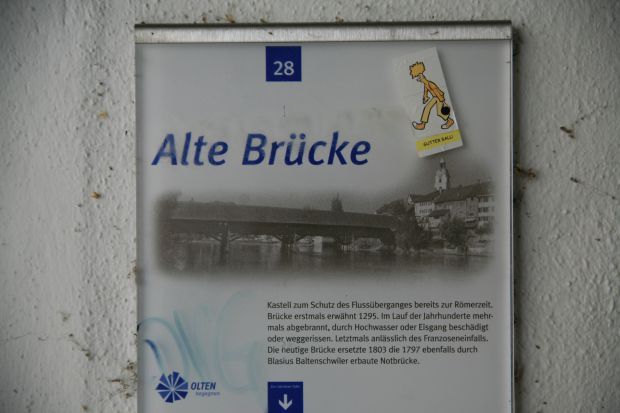 28
GUTTER BALL!
Alte Brücke
Kastell zum Schutz des Flussüberganges bereits zur Römerzeit.
Brücke erstmals erwähnt 1295. Im Lauf der Jahrhunderte mehr-
mals abgebrannt, durch Hochwasser oder Eisgang beschädigt
oder weggerissen. Letztmals anlässlich des Franzoseneinfalls.
Die heutige Brücke ersetzte 1803 die 1797 ebenfalls durch
Blasius Baltenschwiler erbaute Notbrücke.
OLTEN
begegnen